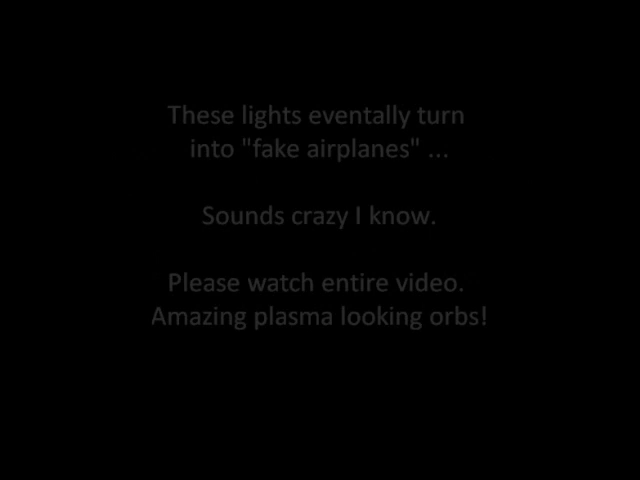 These lights eventally turn
into "fake airplanes" ...
Sounds crazy I know.
Please watch entire video.
Amazing plasma looking orbs!